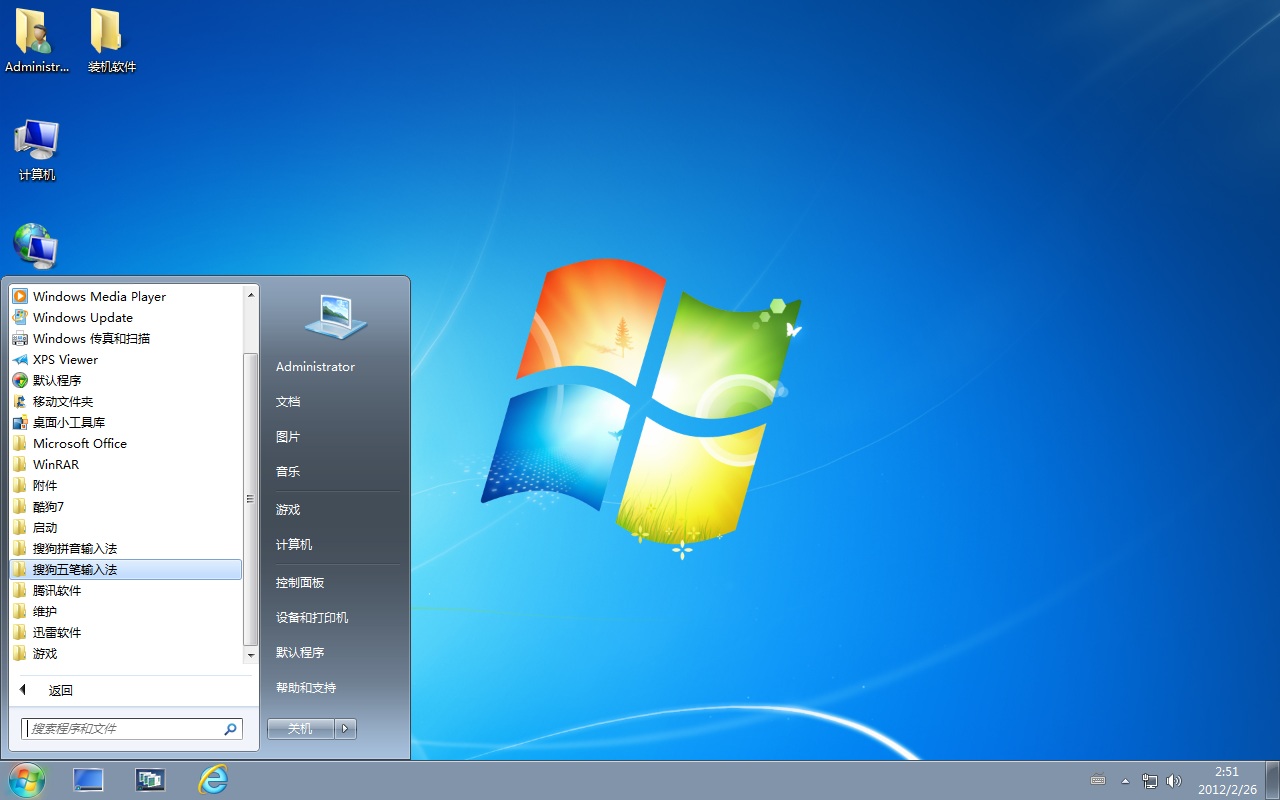 Administr...
装机软件
计算机
Windows Media Player
Windows Update
Windows 传真和扫描
XPS Viewer
默认程序
移动文件夹
桌面小工具库
Microsoft Office
WinRAR
附件
酷狗7
启动
搜狗拼音输入法
搜狗五笔输入法
腾讯软件
维护
迅雷软件
游戏
返回
搜索程序和文件
Administrator
文档
图片
音乐
游戏
计算机
控制面板
设备和打印机
默认程序
帮助和支持
关机
2:51
2012/2/26